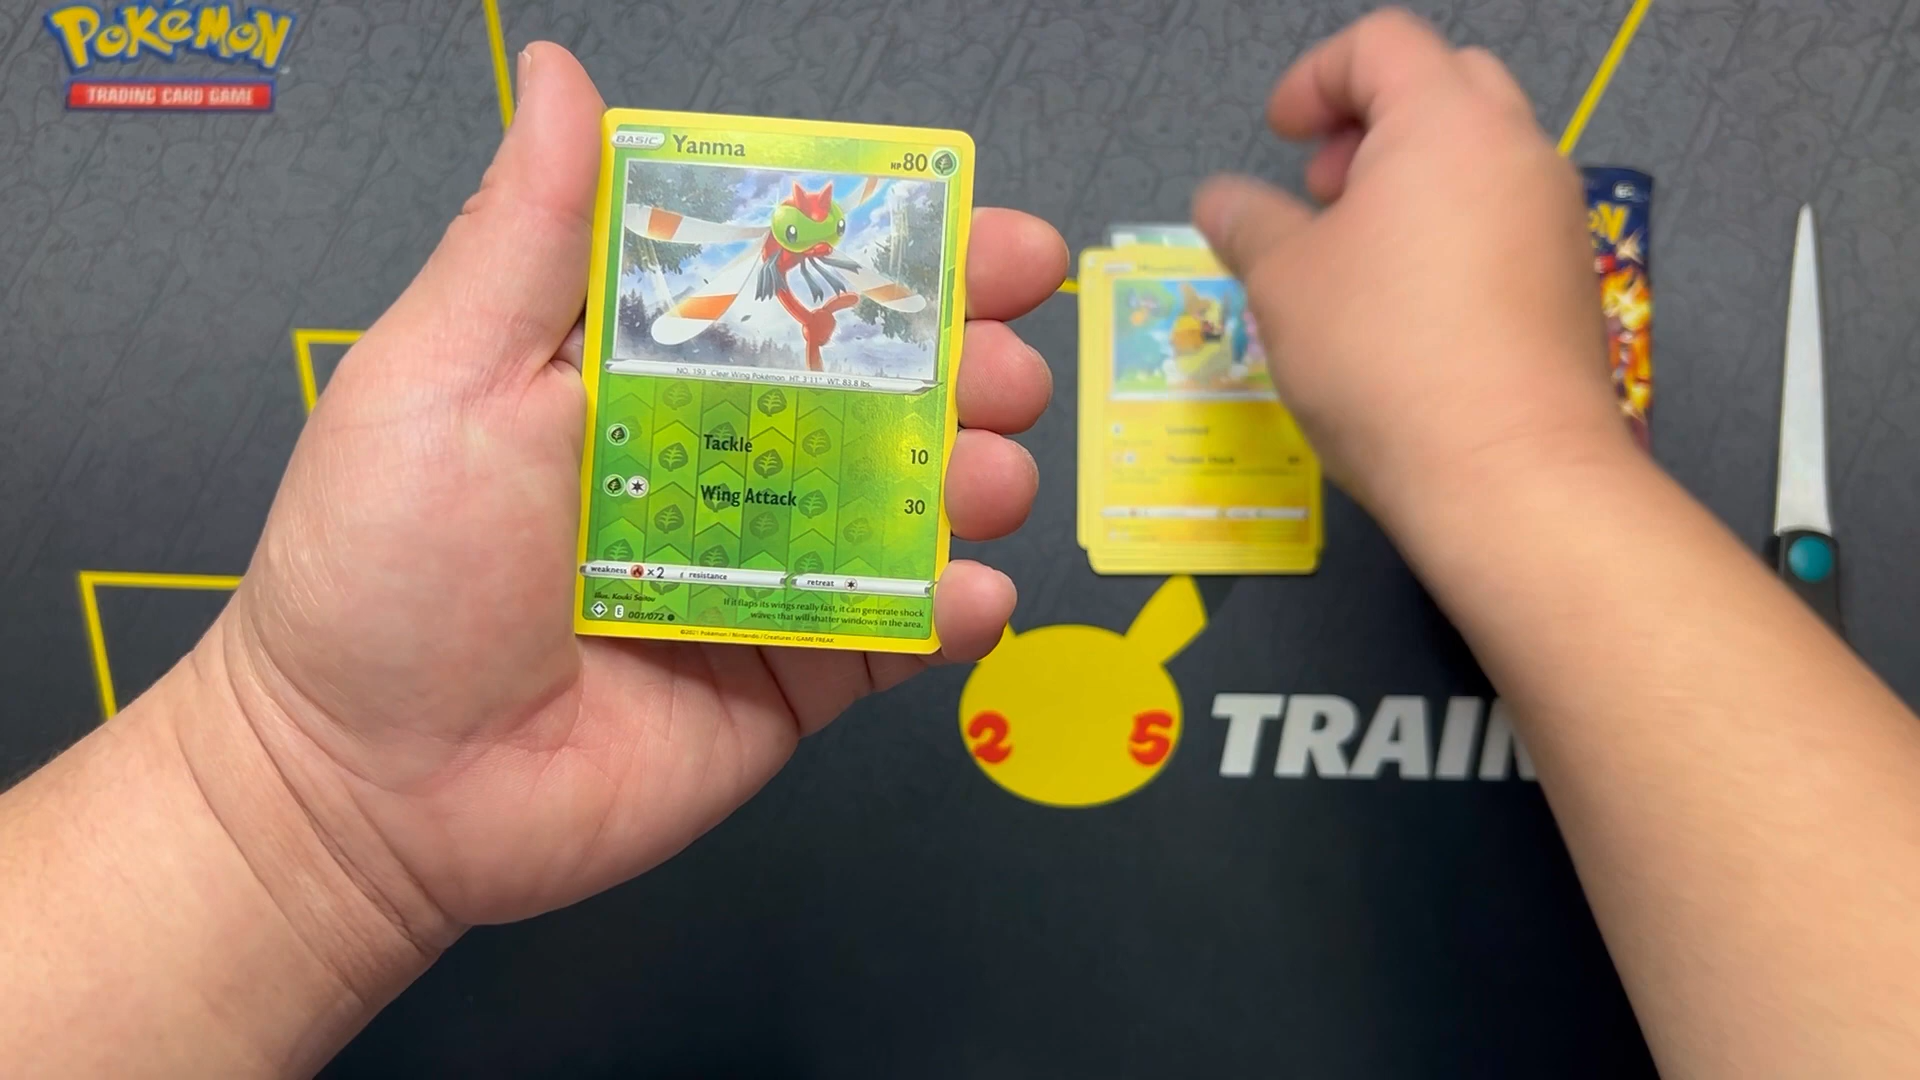 POKÉMON
TRADING CARD GAME
BASIC Yanma HP 80
NO. 193 Clear Wing Pokémon HT: 3'11" WT: 83.8 lbs.
Tackle 10
Wing Attack 30
weakness ×2 resistance retreat
Illus. Kouki Saitou
If it flaps its wings really fast, it can generate shock
waves that will shatter windows in the area.
E 001/072
©2021 Pokémon / Nintendo / Creatures / GAME FREAK
25
TRAIN